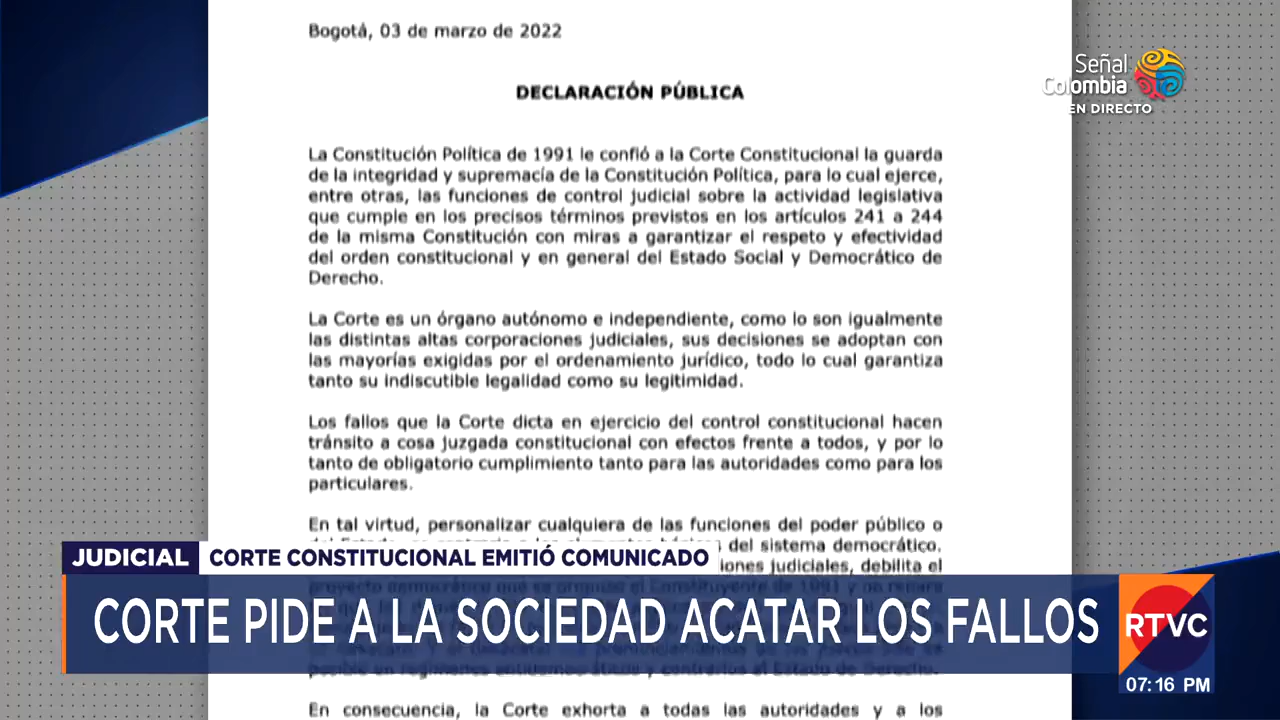 Bogotá, 03 de marzo de 2022
DECLARACIÓN PÚBLICA
Señal
Colombia
EN DIRECTO
La Constitución Política de 1991 le confió a la Corte Constitucional la guarda
de la integridad y supremacía de la Constitución Política, para lo cual ejerce,
entre otras, las funciones de control judicial sobre la actividad legislativa
que cumple en los precisos términos previstos en los artículos 241 a 244
de la misma Constitución con miras a garantizar el respeto y efectividad
del orden constitucional y en general del Estado Social y Democrático de
Derecho.
La Corte es un órgano autónomo e independiente, como lo son igualmente
las distintas altas corporaciones judiciales, sus decisiones se adoptan con
las mayorías exigidas por el ordenamiento jurídico, todo lo cual garantiza
tanto su indiscutible legalidad como su legitimidad.
Los fallos que la Corte dicta en ejercicio del control constitucional hacen
tránsito a cosa juzgada constitucional con efectos frente a todos, y por lo
tanto de obligatorio cumplimiento tanto para las autoridades como para los
particulares.
En tal virtud, personalizar cualquiera de las funciones del poder público o
del sistema democrático.
judiciales, debilita el
JUDICIAL
CORTE CONSTITUCIONAL EMITIÓ COMUNICADO
CORTE PIDE A LA SOCIEDAD ACATAR LOS FALLOS
RTVC
07:16 PM
En consecuencia, la Corte exhorta a todas las autoridades y a los